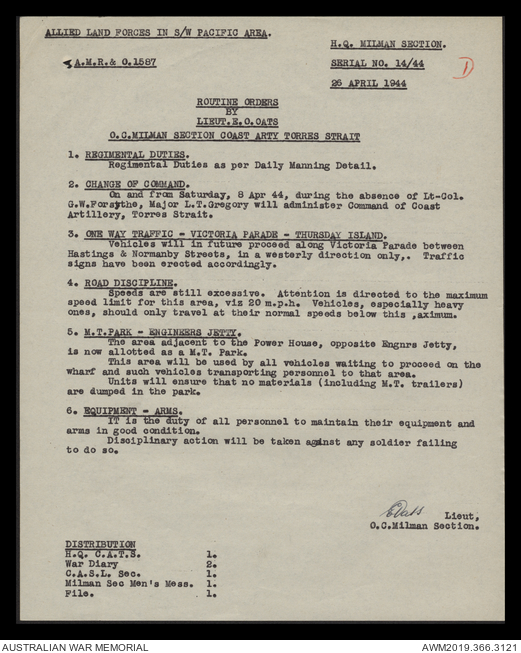 ALLIED LAND FORCES IN S/W PACIFIC AREA.
H.Q. MILMAN SECTION.
A.M.R.& O.1587
SERIAL NO. 14/44
26 APRIL 1944
ROUTINE ORDERS
BY
LIEUT.E.O.OATS
O.C.MILMAN SECTION COAST ARTY TORRES STRAIT
1. REGIMENTAL DUTIES.
Regimental Duties as per Daily Manning Detail.
2. CHANGE OF COMMAND.
On and from Saturday, 8 Apr 44, during the absence of Lt-Col.
G.W.Forsythe, Major L.T.Gregory will administer Command of Coast
Artillery, Torres Strait.
3. ONE WAY TRAFFIC - VICTORIA PARADE - THURSDAY ISLAND.
Vehicles will in future proceed along Victoria Parade between
Hastings & Normanby Streets, in a westerly direction only,. Traffic
signs have been erected accordingly.
4. ROAD DISCIPLINE.
Speeds are still excessive. Attention is directed to the maximum
speed limit for this area, viz 20 m.p.h. Vehicles, especially heavy
ones, should only travel at their normal speeds below this ,aximum.
5. M.T.PARK - ENGINEERS JETTY.
The area adjacent to the Power House, opposite Engnrs Jetty,
is now allotted as a M.T. Park.
This area will be used by all vehicles waiting to proceed on the
wharf and such vehicles transporting personnel to that area.
Units will ensure that no materials (including M.T. trailers)
are dumped in the park.
6. EQUIPMENT - ARMS.
IT is the duty of all personnel to maintain their equipment and
arms in good condition.
Disciplinary action will be taken against any soldier failing
to do so.
EOats Lieut,
O.C.Milman Section.
DISTRIBUTION
H.Q. C.A.T.S. 1.
War Diary 2.
C.A.S.L. Sec. 1.
Milman Sec Men's Mess. 1.
File. 1.
AUSTRALIAN WAR MEMORIAL
AWM2019.366.3121